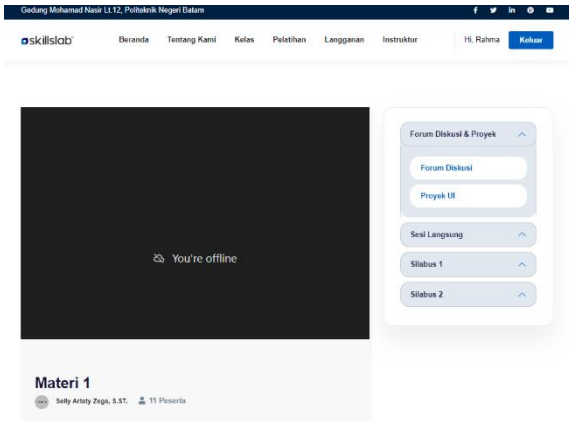 Gedung Mohamad Nasir Lt.12, Politeknik Negeri Batam
skillslab
Beranda Tentang Kami Kelas Pelatihan Langganan Instruktur Hi, Rahma Keluar
You're offline
Forum Diskusi & Proyek
Forum Diskusi
Proyek UI
Sesi Langsung
Silabus 1
Silabus 2
Materi 1
Selly Artaty Zega, S.ST. 11 Peserta